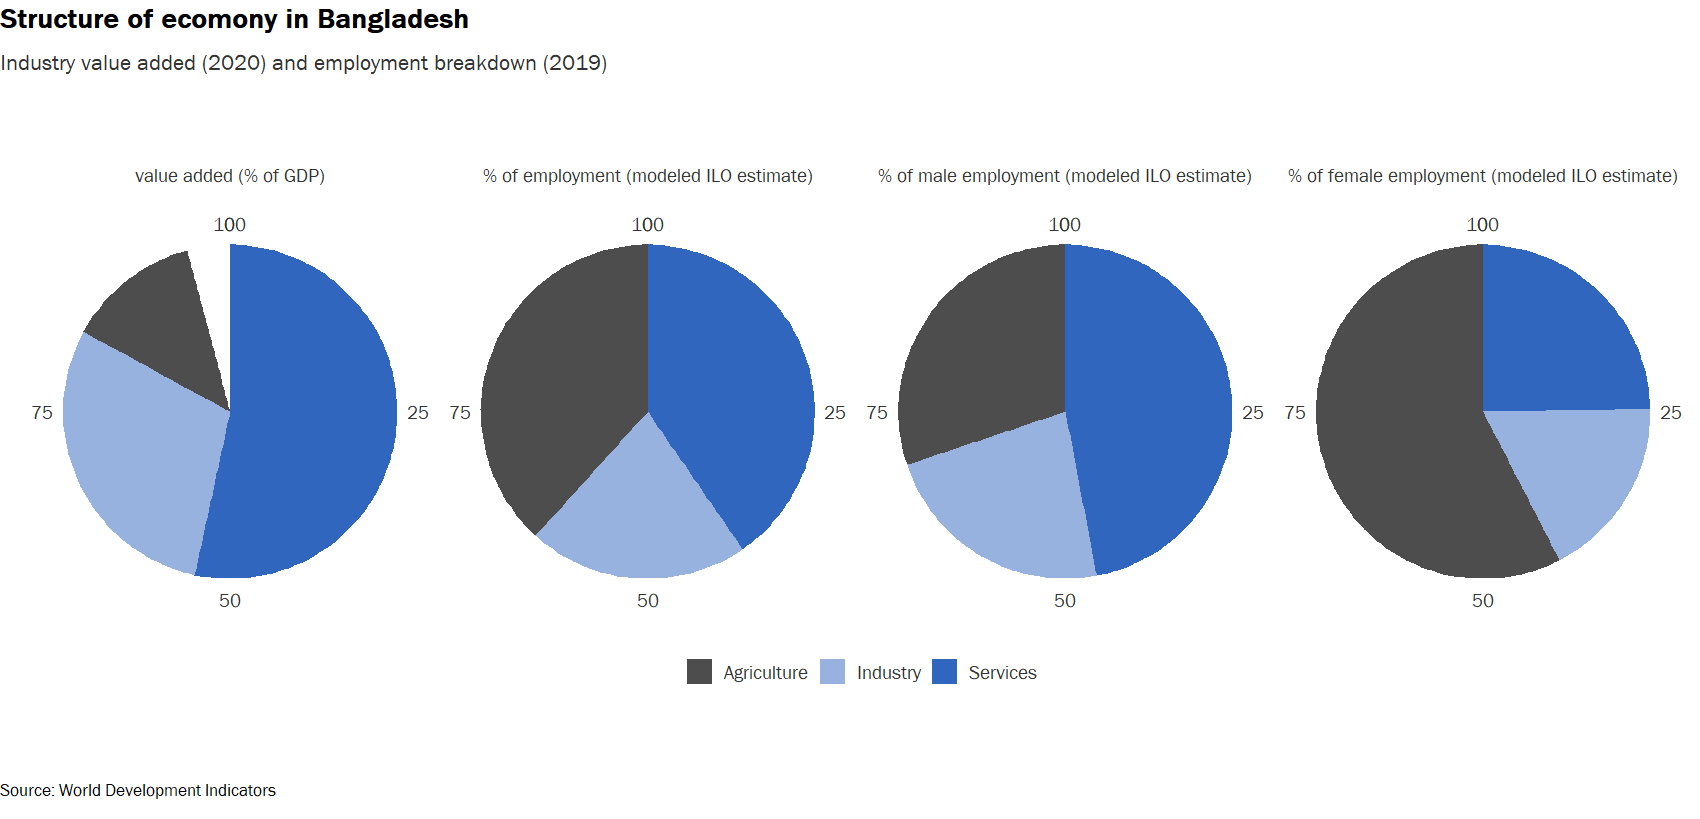 Structure of ecomony in Bangladesh
Industry value added (2020) and employment breakdown (2019)
value added (% of GDP)
% of employment (modeled ILO estimate)
% of male employment (modeled ILO estimate)
% of female employment (modeled ILO estimate)
100
100
100
100
75
25
75
25
75
25
75
25
50
50
50
50
Agriculture
Industry
Services
Source: World Development Indicators